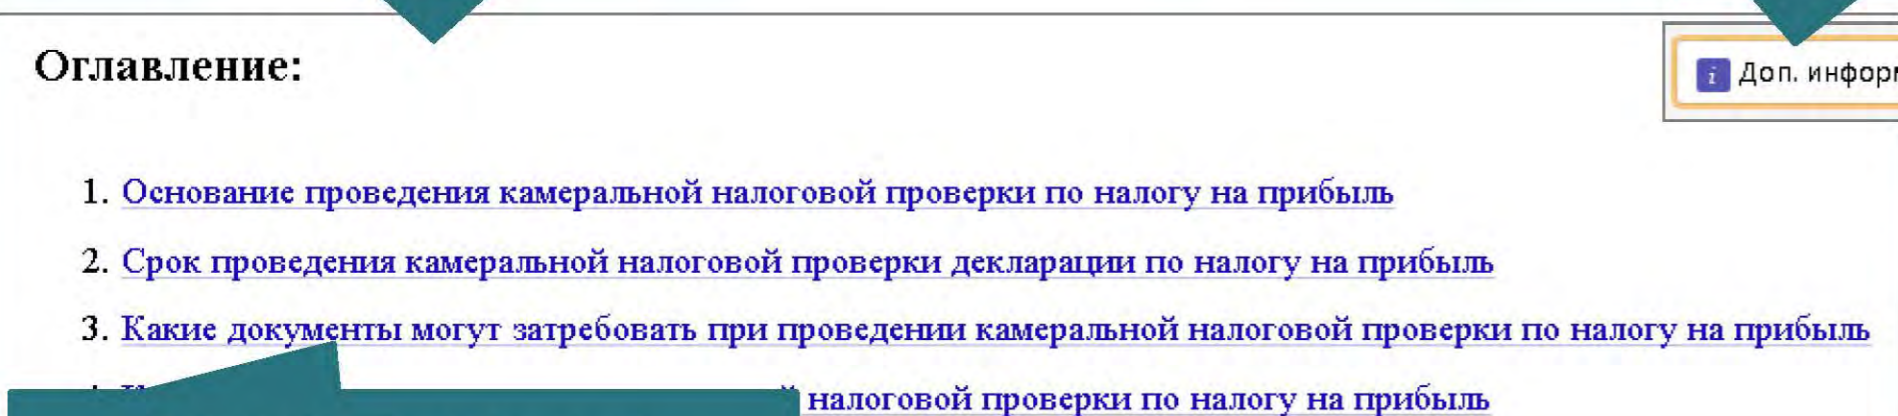 Оглавление:
Доп. информ
1. Основание проведения камеральной налоговой проверки по налогу на прибыль
2. Срок проведения камеральной налоговой проверки декларации по налогу на прибыль
3. Какие документы могут затребовать при проведении камеральной налоговой проверки по налогу на прибыль
налоговой проверки по налогу на прибыль